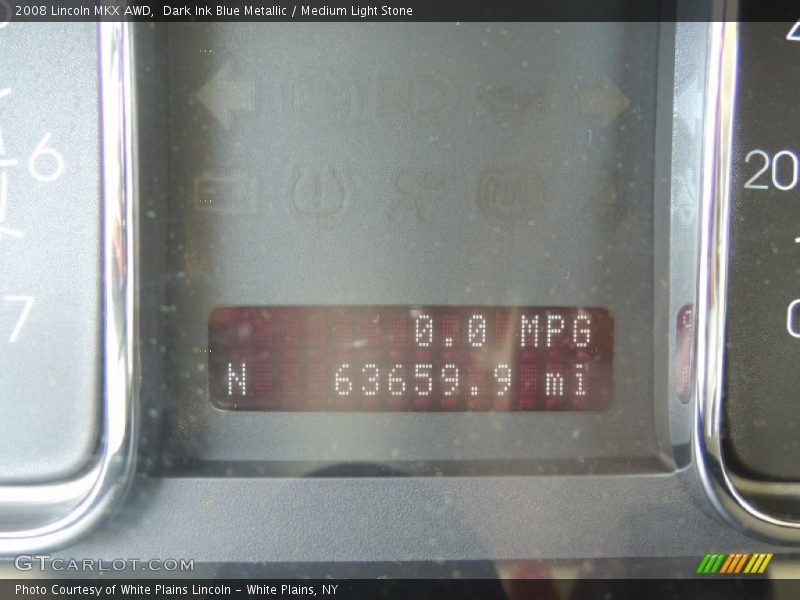 2008 Lincoln MKX AWD,  Dark Ink Blue Metallic / Medium Light Stone
6
20
7
0
0.0 MPG
N 63659.9 mi
GTCARLOT.COM
Photo Courtesy of White Plains Lincoln - White Plains, NY